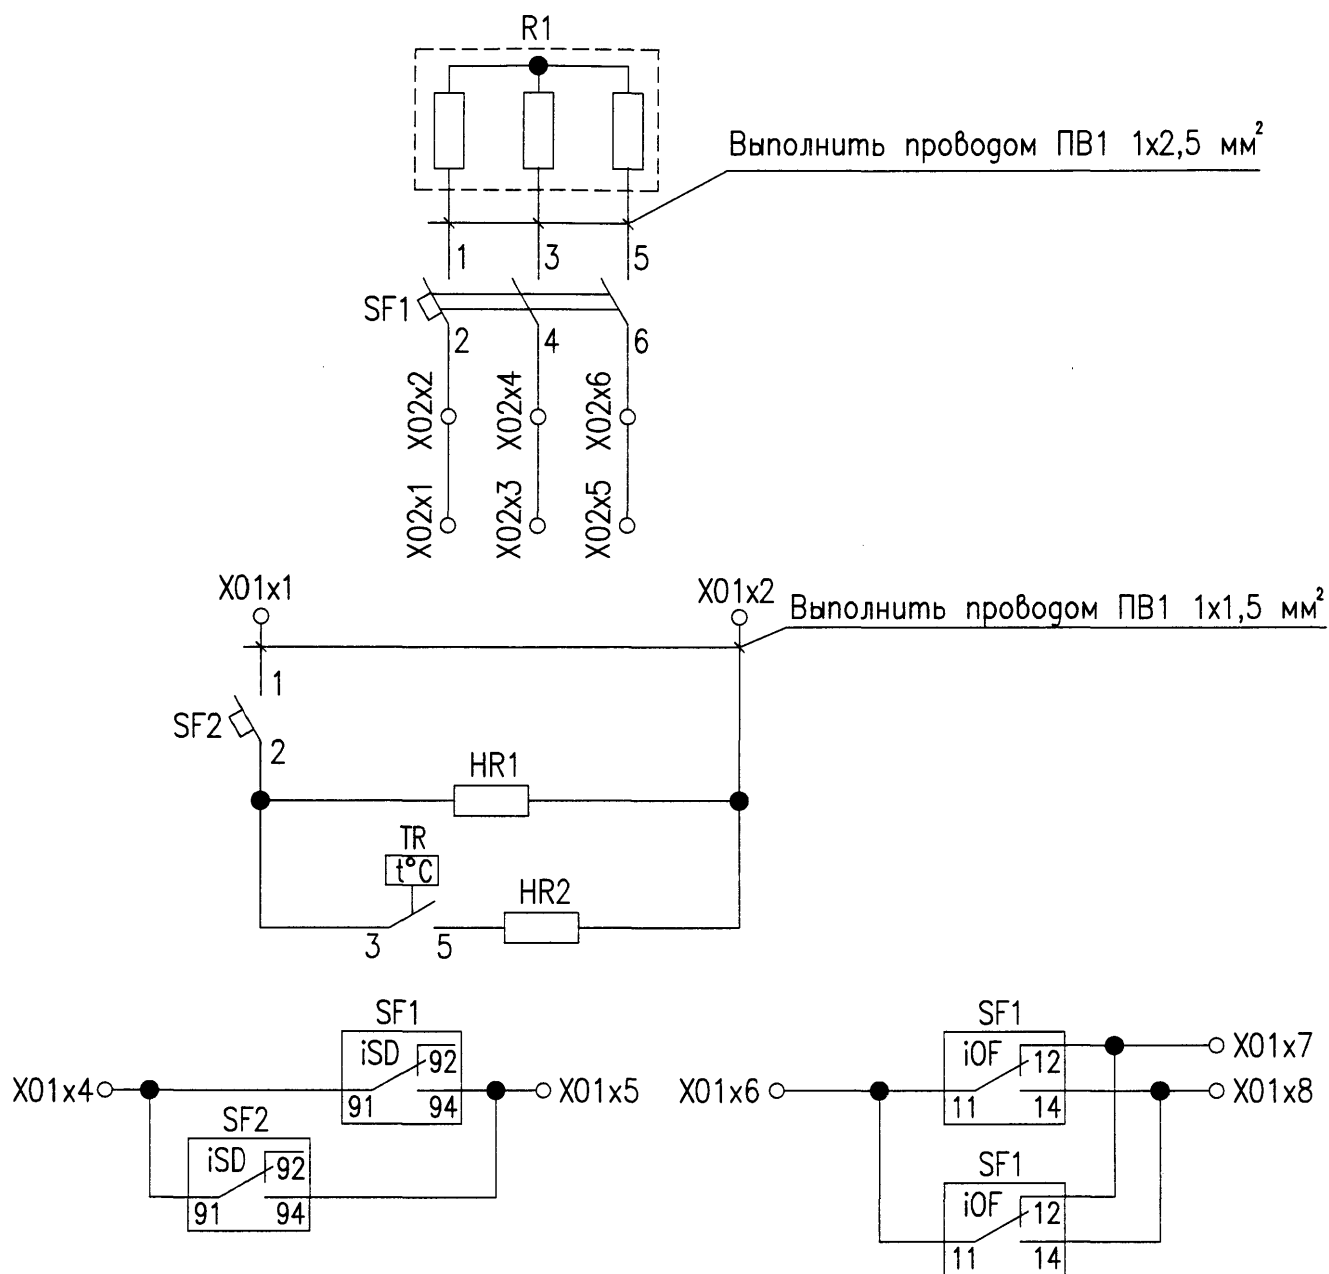 R1
Выполнить проводом ПВ1 1х2,5 мм²
1 3 5
SF1
2 4 6
X02x2 X02x4 X02x6
X02x1 X02x3 X02x5
X01x1 X01x2
Выполнить проводом ПВ1 1х1,5 мм²
1
SF2
2
HR1
TR
t°C
HR2
3 5
SF1
iSD 92
X01x4 X01x5
91 94
SF2
iSD 92
91 94
SF1
iOF 12
X01x7
X01x6 X01x8
11 14
SF1
iOF 12
11 14